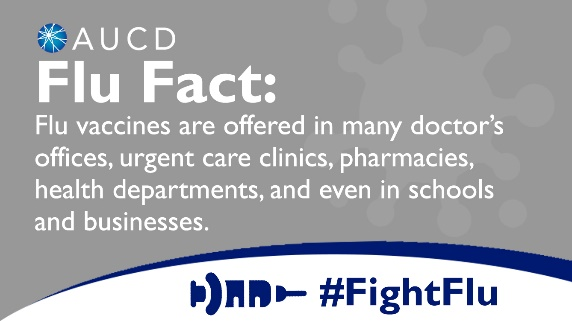 AUCD
Flu Fact:
Flu vaccines are offered in many doctor's
offices, urgent care clinics, pharmacies,
health departments, and even in schools
and businesses.
#FightFlu